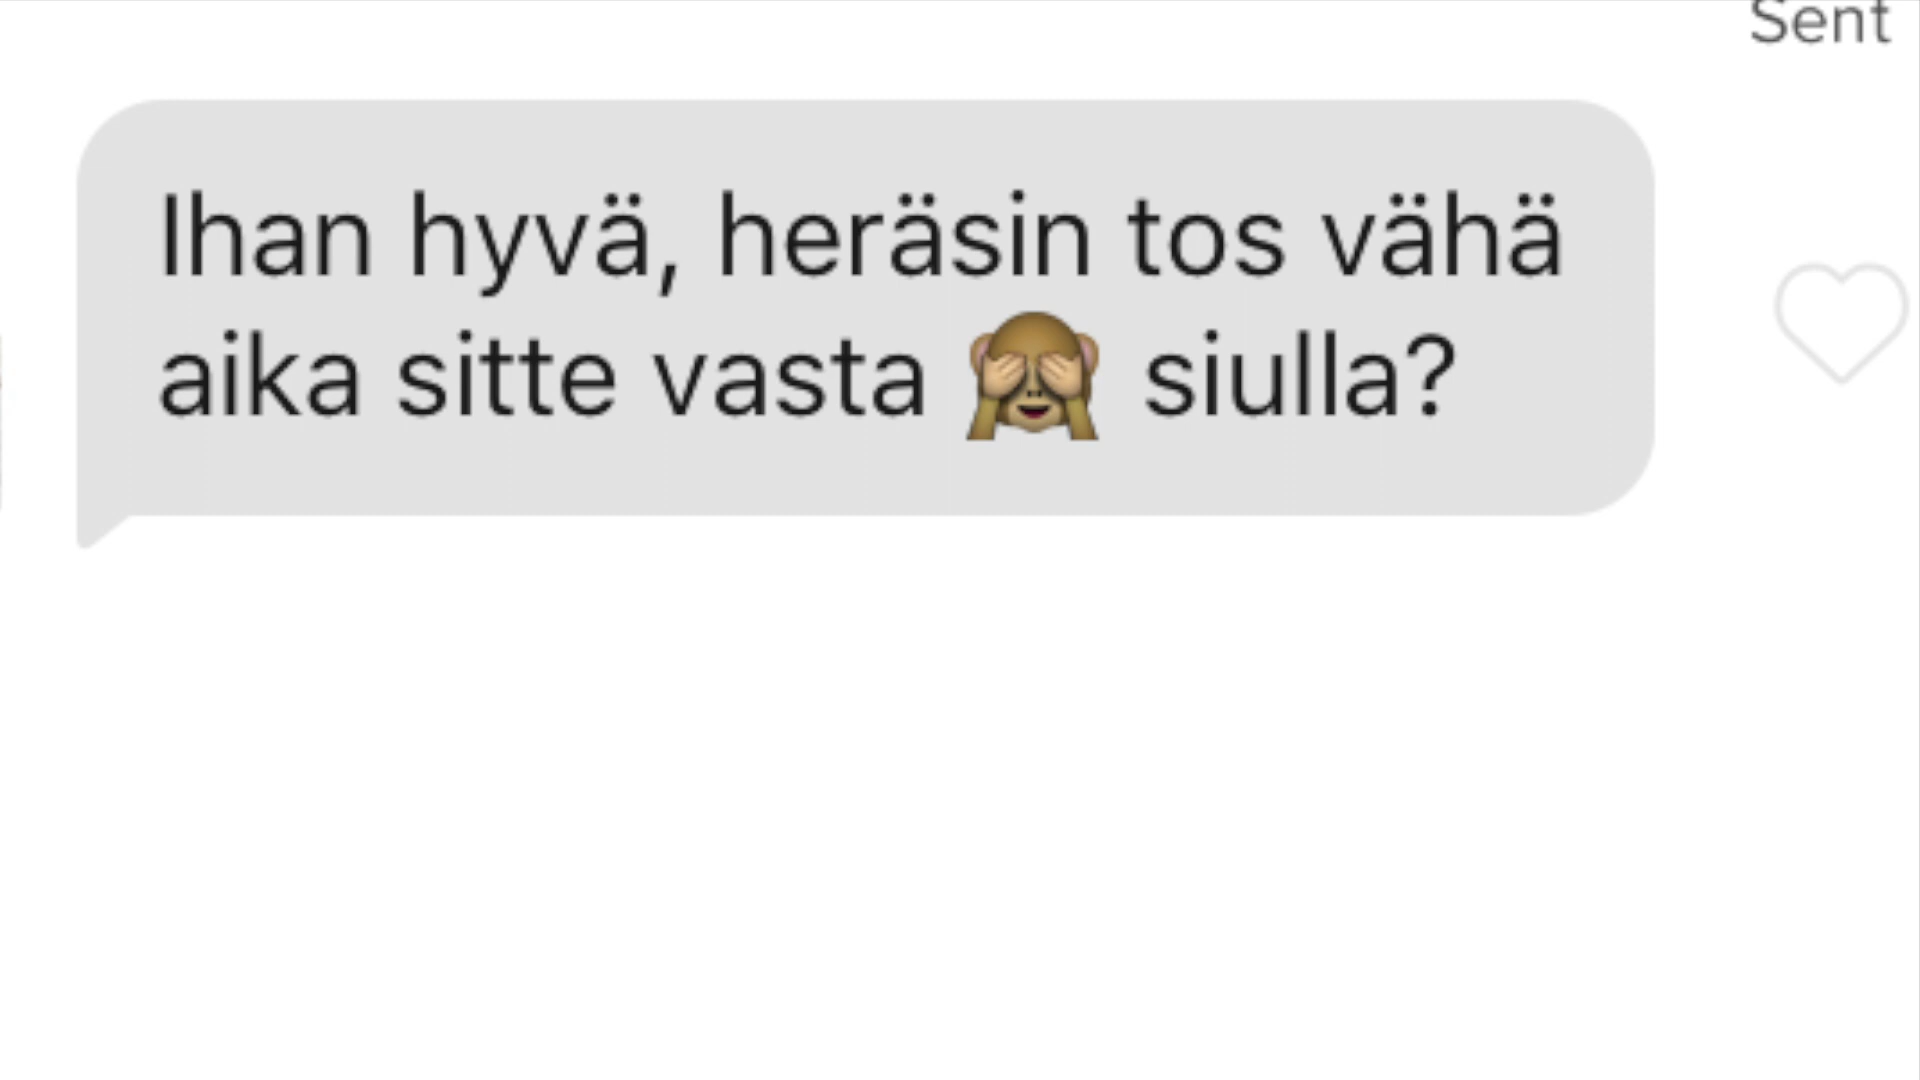 Sent
Ihan hyvä, heräsin tos vähä
aika sitte vasta 🙈 siulla?